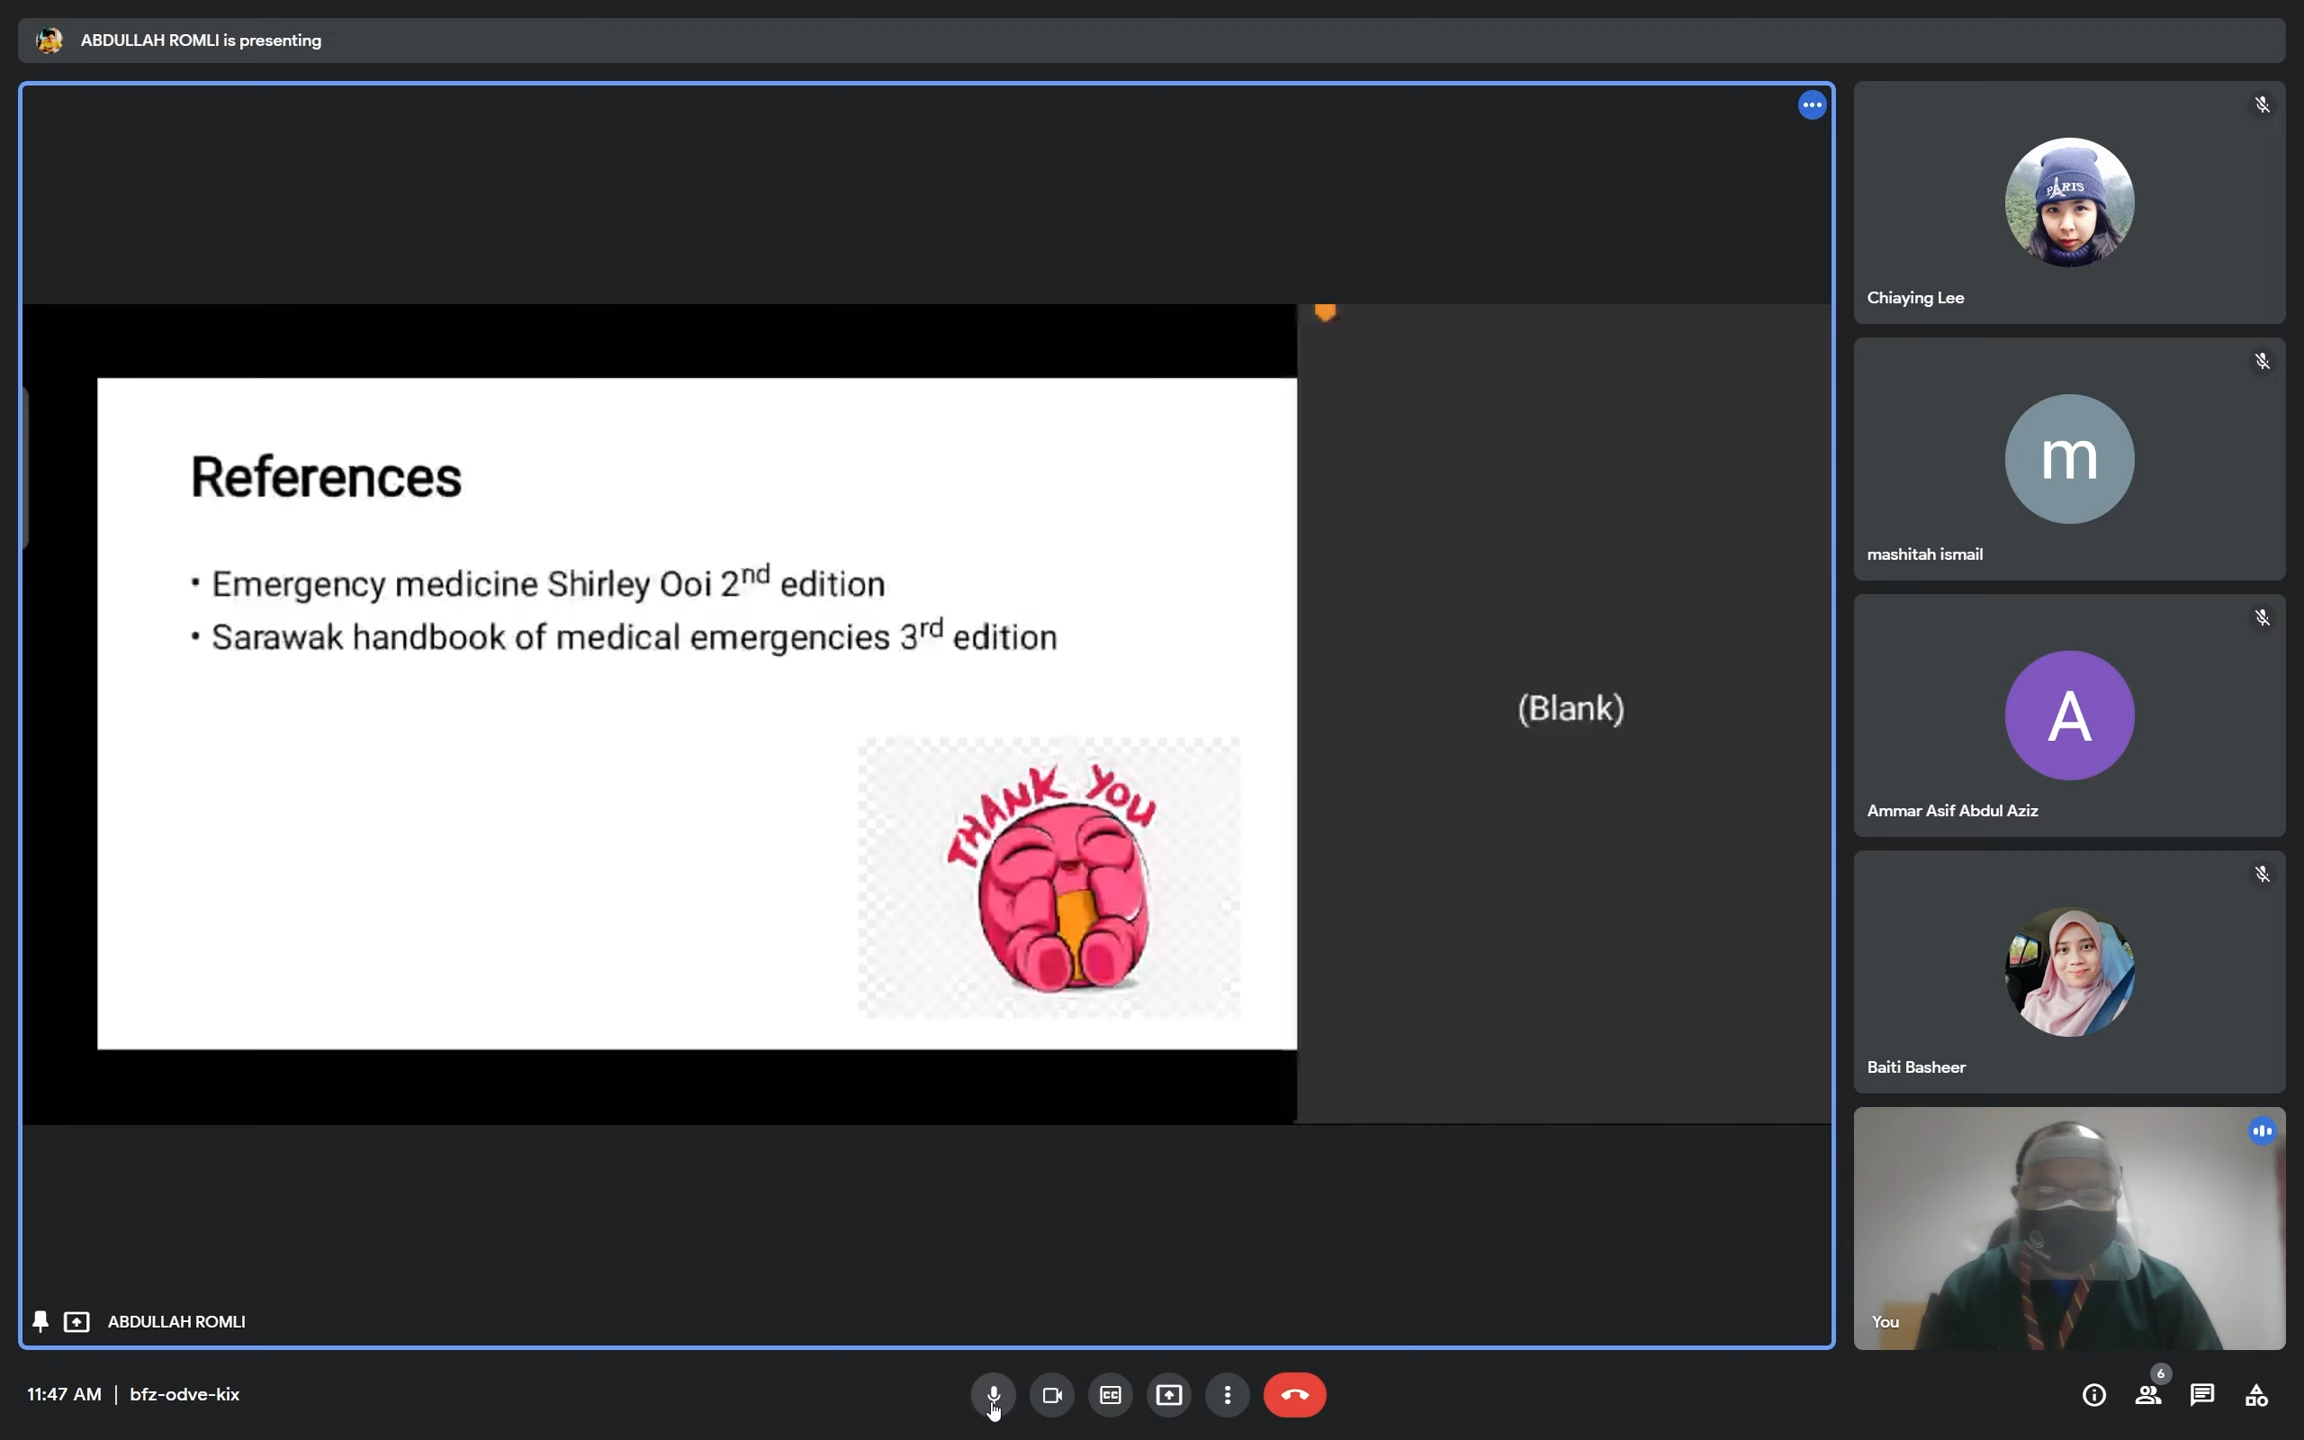 ABDULLAH ROMLI is presenting
PARIS
Chiaying Lee
m
mashitah ismail
A
Ammar Asif Abdul Aziz
Baiti Basheer
You
References
• Emergency medicine Shirley Ooi 2nd edition
• Sarawak handbook of medical emergencies 3rd edition
THANK YOU
(Blank)
ABDULLAH ROMLI
11:47 AM | bfz-odve-kix
CC
6